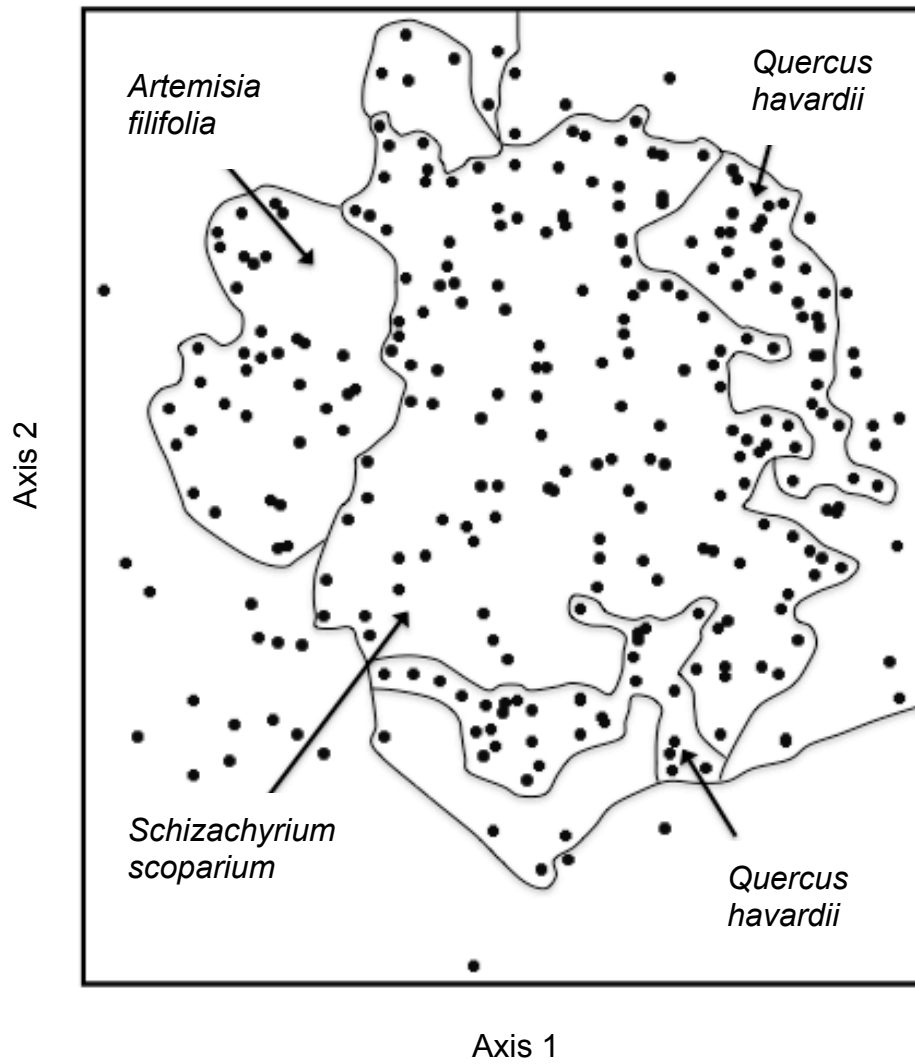 Artemisia
filifolia
Quercus
havardii
Axis 2
Schizachyrium
scoparium
Quercus
havardii
Axis 1